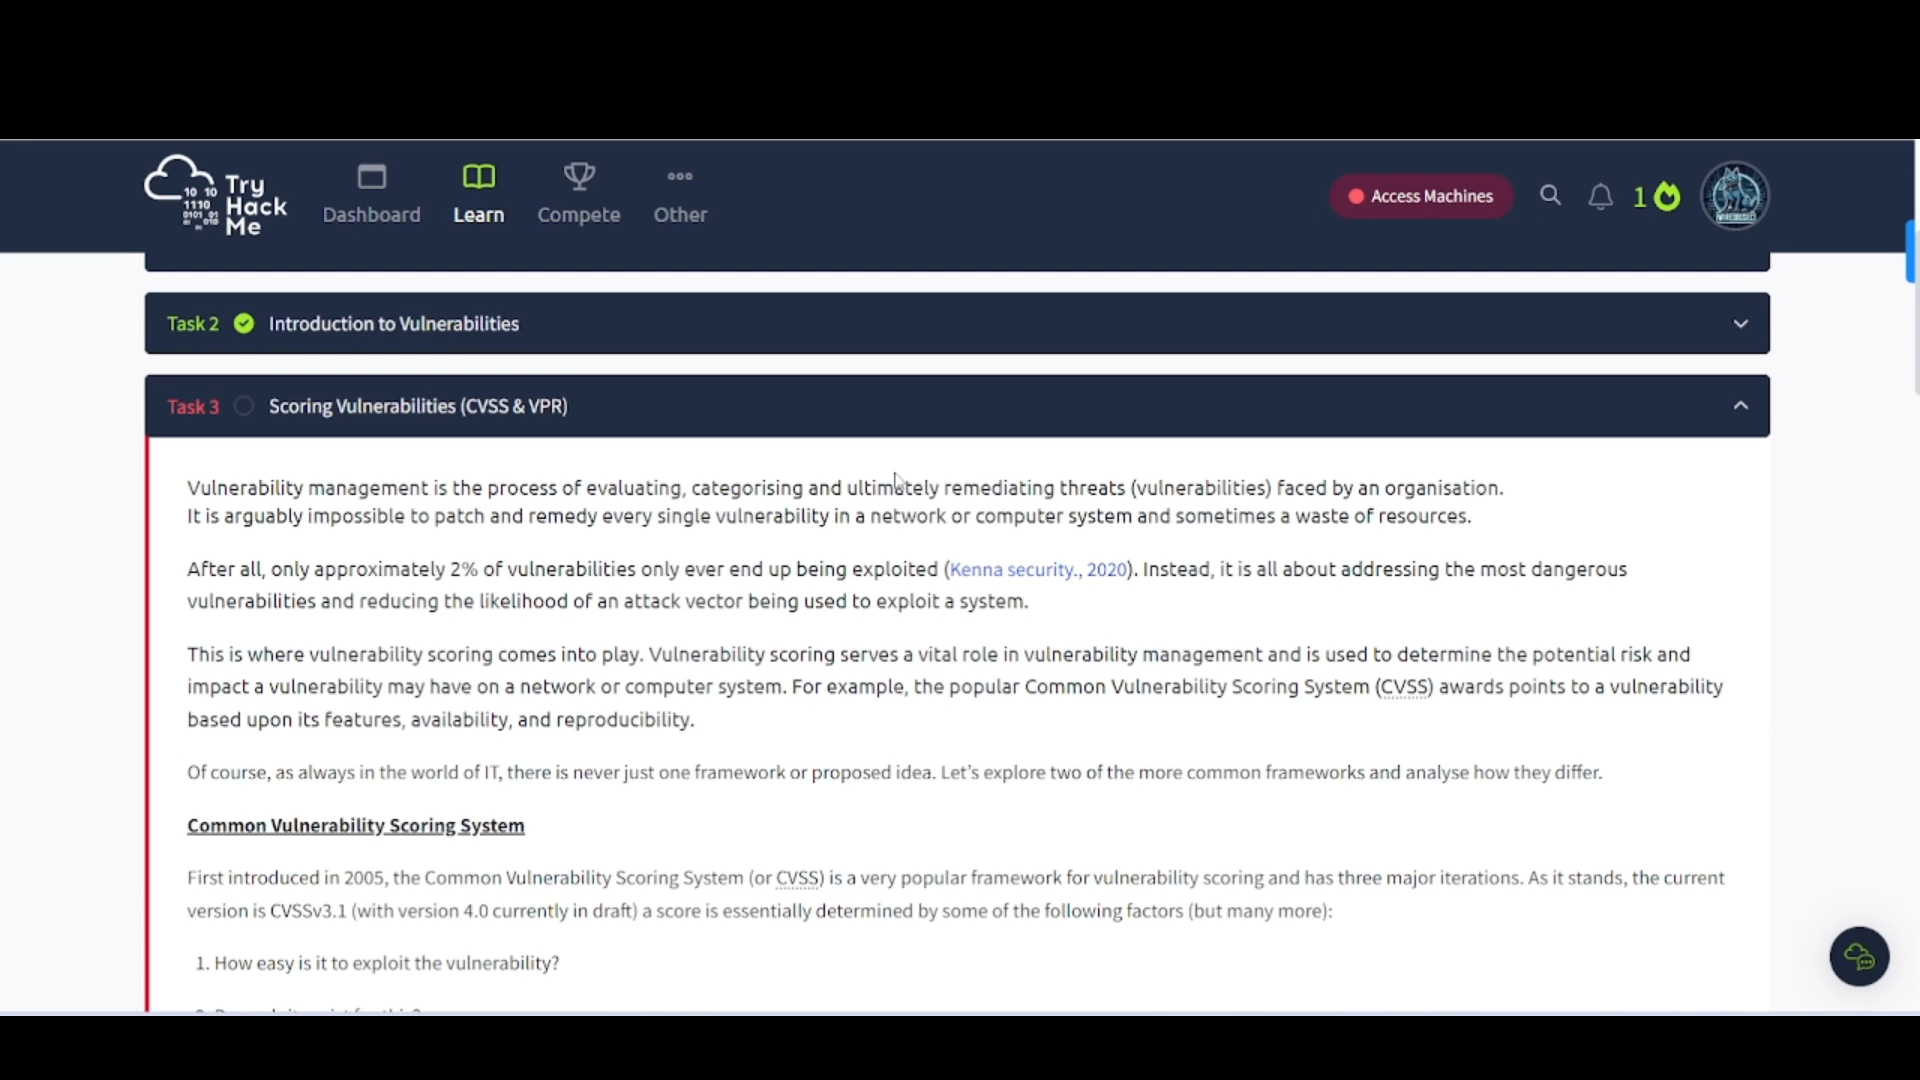 Try
Hack
Me
10 10
1110
0101 01
01 010
Dashboard
Learn
Compete
Other
Access Machines
1
Task 2 Introduction to Vulnerabilities
Task 3 Scoring Vulnerabilities (CVSS & VPR)
Vulnerability management is the process of evaluating, categorising and ultimately remediating threats (vulnerabilities) faced by an organisation.
It is arguably impossible to patch and remedy every single vulnerability in a network or computer system and sometimes a waste of resources.
After all, only approximately 2% of vulnerabilities only ever end up being exploited (Kenna security., 2020). Instead, it is all about addressing the most dangerous
vulnerabilities and reducing the likelihood of an attack vector being used to exploit a system.
This is where vulnerability scoring comes into play. Vulnerability scoring serves a vital role in vulnerability management and is used to determine the potential risk and
impact a vulnerability may have on a network or computer system. For example, the popular Common Vulnerability Scoring System (CVSS) awards points to a vulnerability
based upon its features, availability, and reproducibility.
Of course, as always in the world of IT, there is never just one framework or proposed idea. Let’s explore two of the more common frameworks and analyse how they differ.
Common Vulnerability Scoring System
First introduced in 2005, the Common Vulnerability Scoring System (or CVSS) is a very popular framework for vulnerability scoring and has three major iterations. As it stands, the current
version is CVSSv3.1 (with version 4.0 currently in draft) a score is essentially determined by some of the following factors (but many more):
1. How easy is it to exploit the vulnerability?